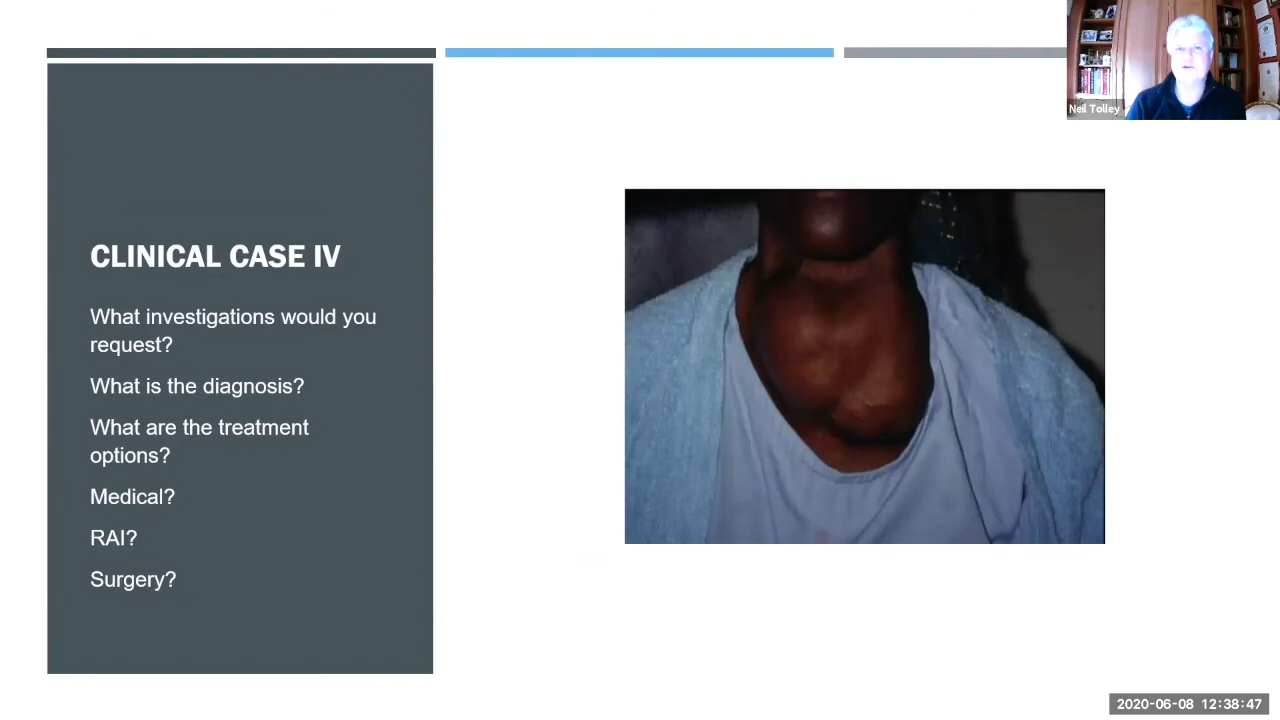 Neil Tolley
CLINICAL CASE IV
What investigations would you
request?
What is the diagnosis?
What are the treatment
options?
Medical?
RAI?
Surgery?
2020-06-08 12:38:47